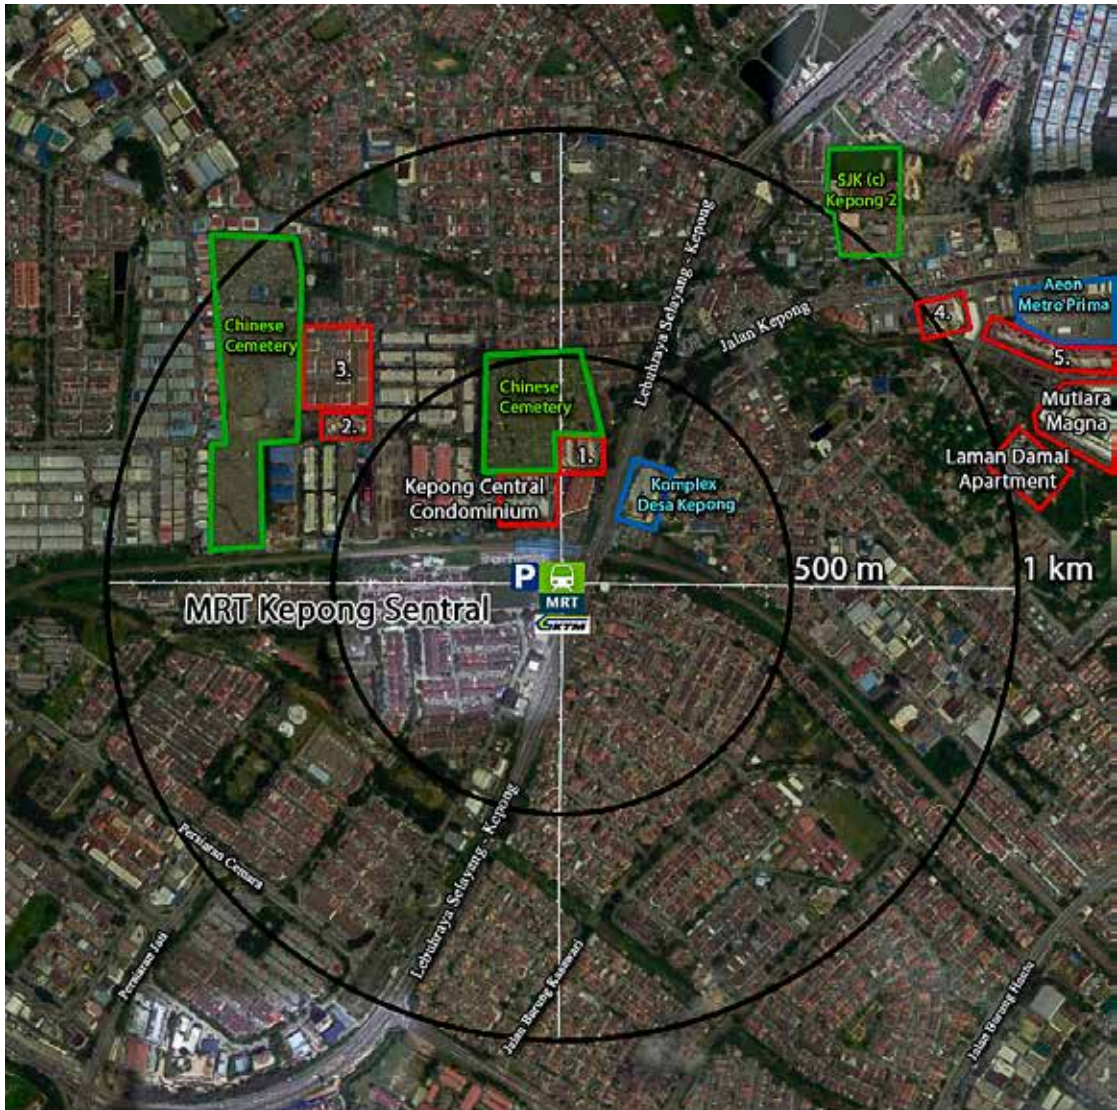 SJK (c)
Kepong 2
Lebuhraya Selayang - Kepong
Jalan Kepong
Aeon
Metro Prima
Chinese
Cemetery
3.
4.
5.
2.
Chinese
Cemetery
1.
Mutiara
Magna
Laman Damai
Apartment
Kepong Central
Condominium
Komplex
Desa Kepong
P
MRT
KTM
500 m
1 km
MRT Kepong Sentral
Lebuhraya Selayang - Kepong
Persiaran Cemara
Persiaran Jati
Jalan Burung Kasawari
Jalan Burung Hantu